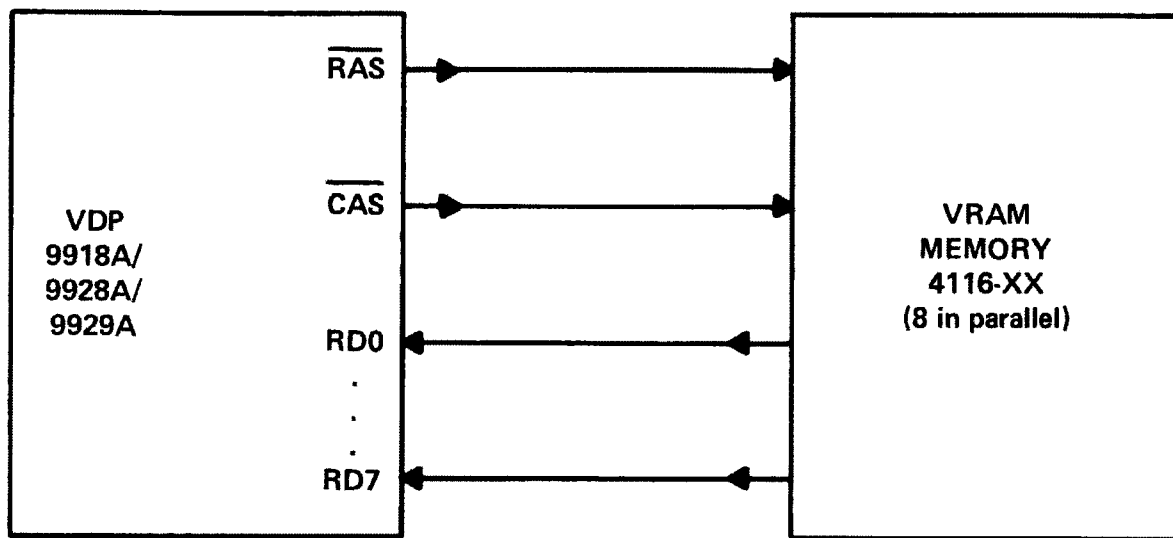 RAS
CAS
VDP
9918A/
9928A/
9929A
RD0
.
.
.
RD7
VRAM
MEMORY
4116-XX
(8 in parallel)